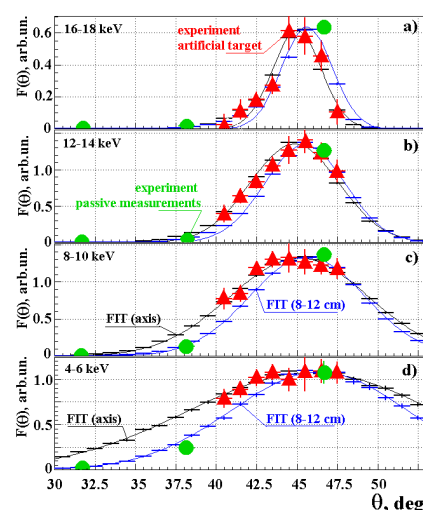 F(θ), arb.un.
0.6
0.4
0.2
0
16-18 keV
experiment
artificial target
a)
F(θ), arb.un.
1.0
0.5
0
12-14 keV
experiment
passive measurements
b)
F(θ), arb.un.
1.0
0.5
0
8-10 keV
FIT (axis)
FIT (8-12 cm)
c)
F(θ), arb.un.
1.0
0.5
0
4-6 keV
FIT (axis)
FIT (8-12 cm)
d)
30 32.5 35 37.5 40 42.5 45 47.5 50
θ, deg